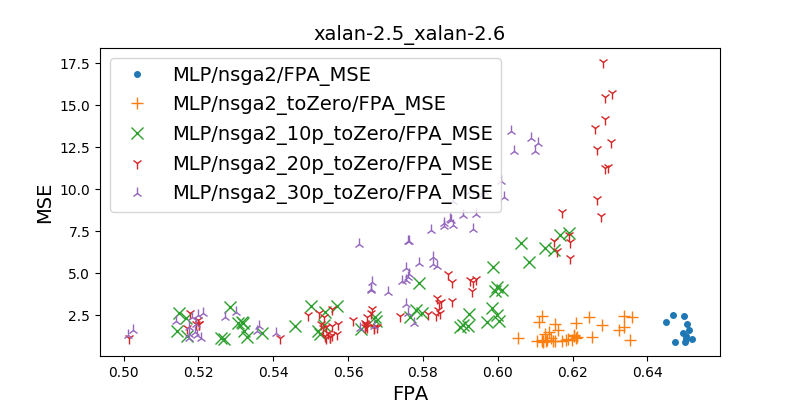 xalan-2.5_xalan-2.6
MLP/nsga2/FPA_MSE
MLP/nsga2_toZero/FPA_MSE
MLP/nsga2_10p_toZero/FPA_MSE
MLP/nsga2_20p_toZero/FPA_MSE
MLP/nsga2_30p_toZero/FPA_MSE
MSE
17.5
15.0
12.5
10.0
7.5
5.0
2.5
0.50 0.52 0.54 0.56 0.58 0.60 0.62 0.64
FPA